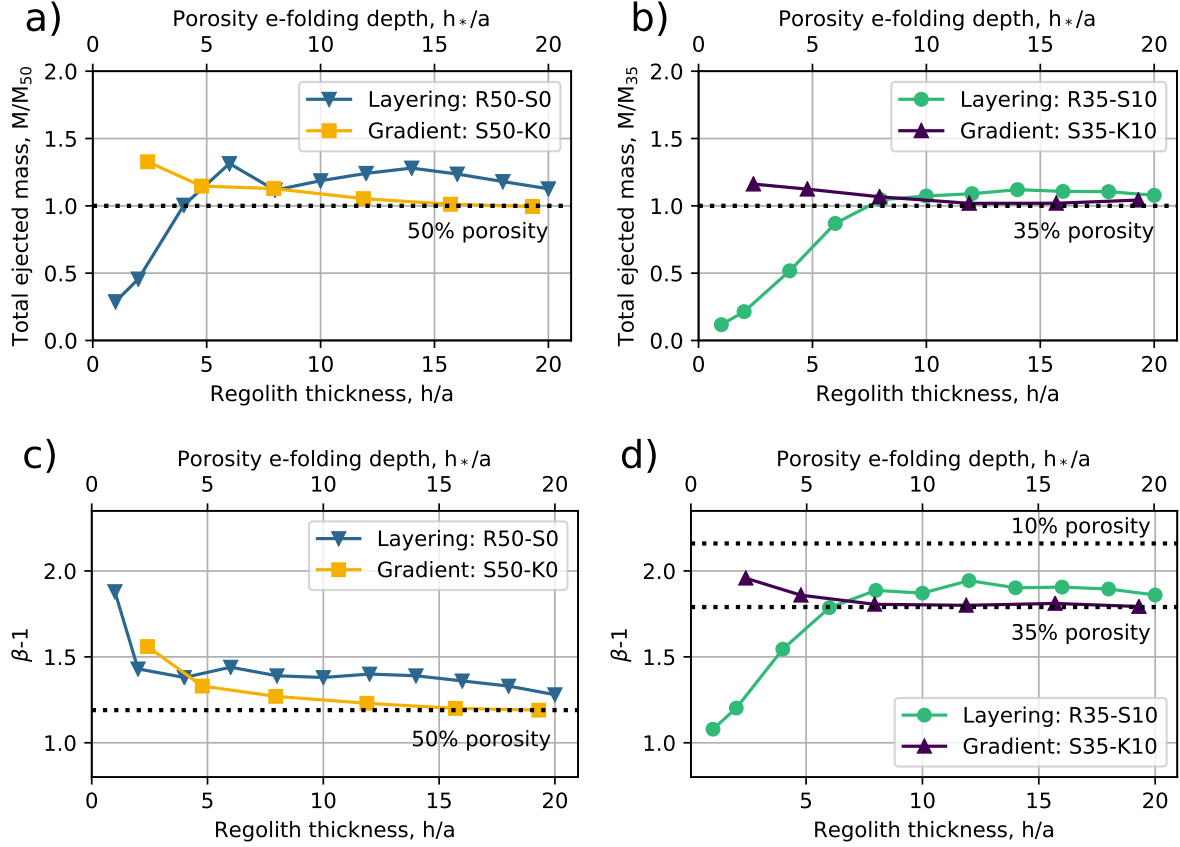 a)
Porosity e-folding depth, h*/a
0 5 10 15 20
Total ejected mass, M/M50
2.0
1.5
1.0
0.5
0.0
Layering: R50-S0
Gradient: S50-K0
50% porosity
0 5 10 15 20
Regolith thickness, h/a
b)
Porosity e-folding depth, h*/a
0 5 10 15 20
Total ejected mass, M/M35
2.0
1.5
1.0
0.5
0.0
Layering: R35-S10
Gradient: S35-K10
35% porosity
0 5 10 15 20
Regolith thickness, h/a
c)
Porosity e-folding depth, h*/a
0 5 10 15 20
β-1
2.0
1.5
1.0
Layering: R50-S0
Gradient: S50-K0
50% porosity
0 5 10 15 20
Regolith thickness, h/a
d)
Porosity e-folding depth, h*/a
0 5 10 15 20
β-1
2.0
1.5
1.0
10% porosity
35% porosity
Layering: R35-S10
Gradient: S35-K10
0 5 10 15 20
Regolith thickness, h/a